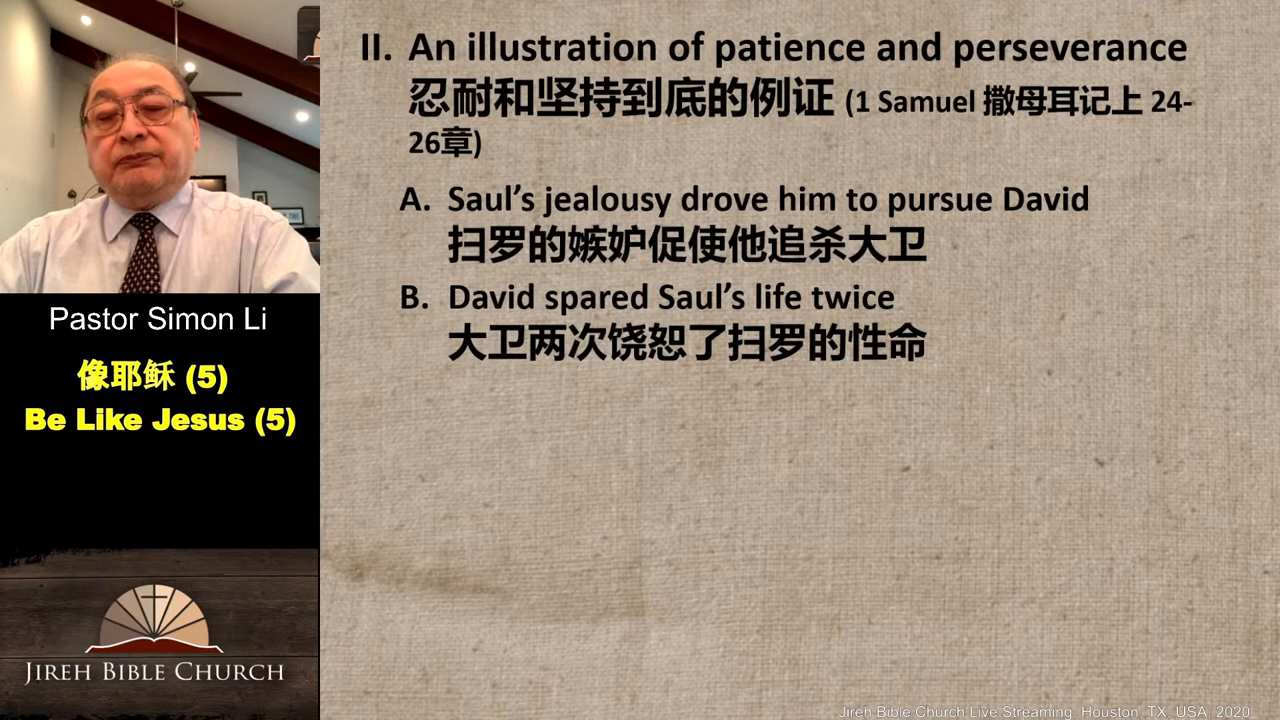 II. An illustration of patience and perseverance
忍耐和坚持到底的例证 (1 Samuel 撒母耳记上 24-
26章)
A. Saul’s jealousy drove him to pursue David
扫罗的嫉妒促使他追杀大卫
B. David spared Saul’s life twice
大卫两次饶恕了扫罗的性命
Pastor Simon Li
像耶稣 (5)
Be Like Jesus (5)
JIREH BIBLE CHURCH
Jireh Bible Church Live Streaming, Houston, TX, USA, 2020